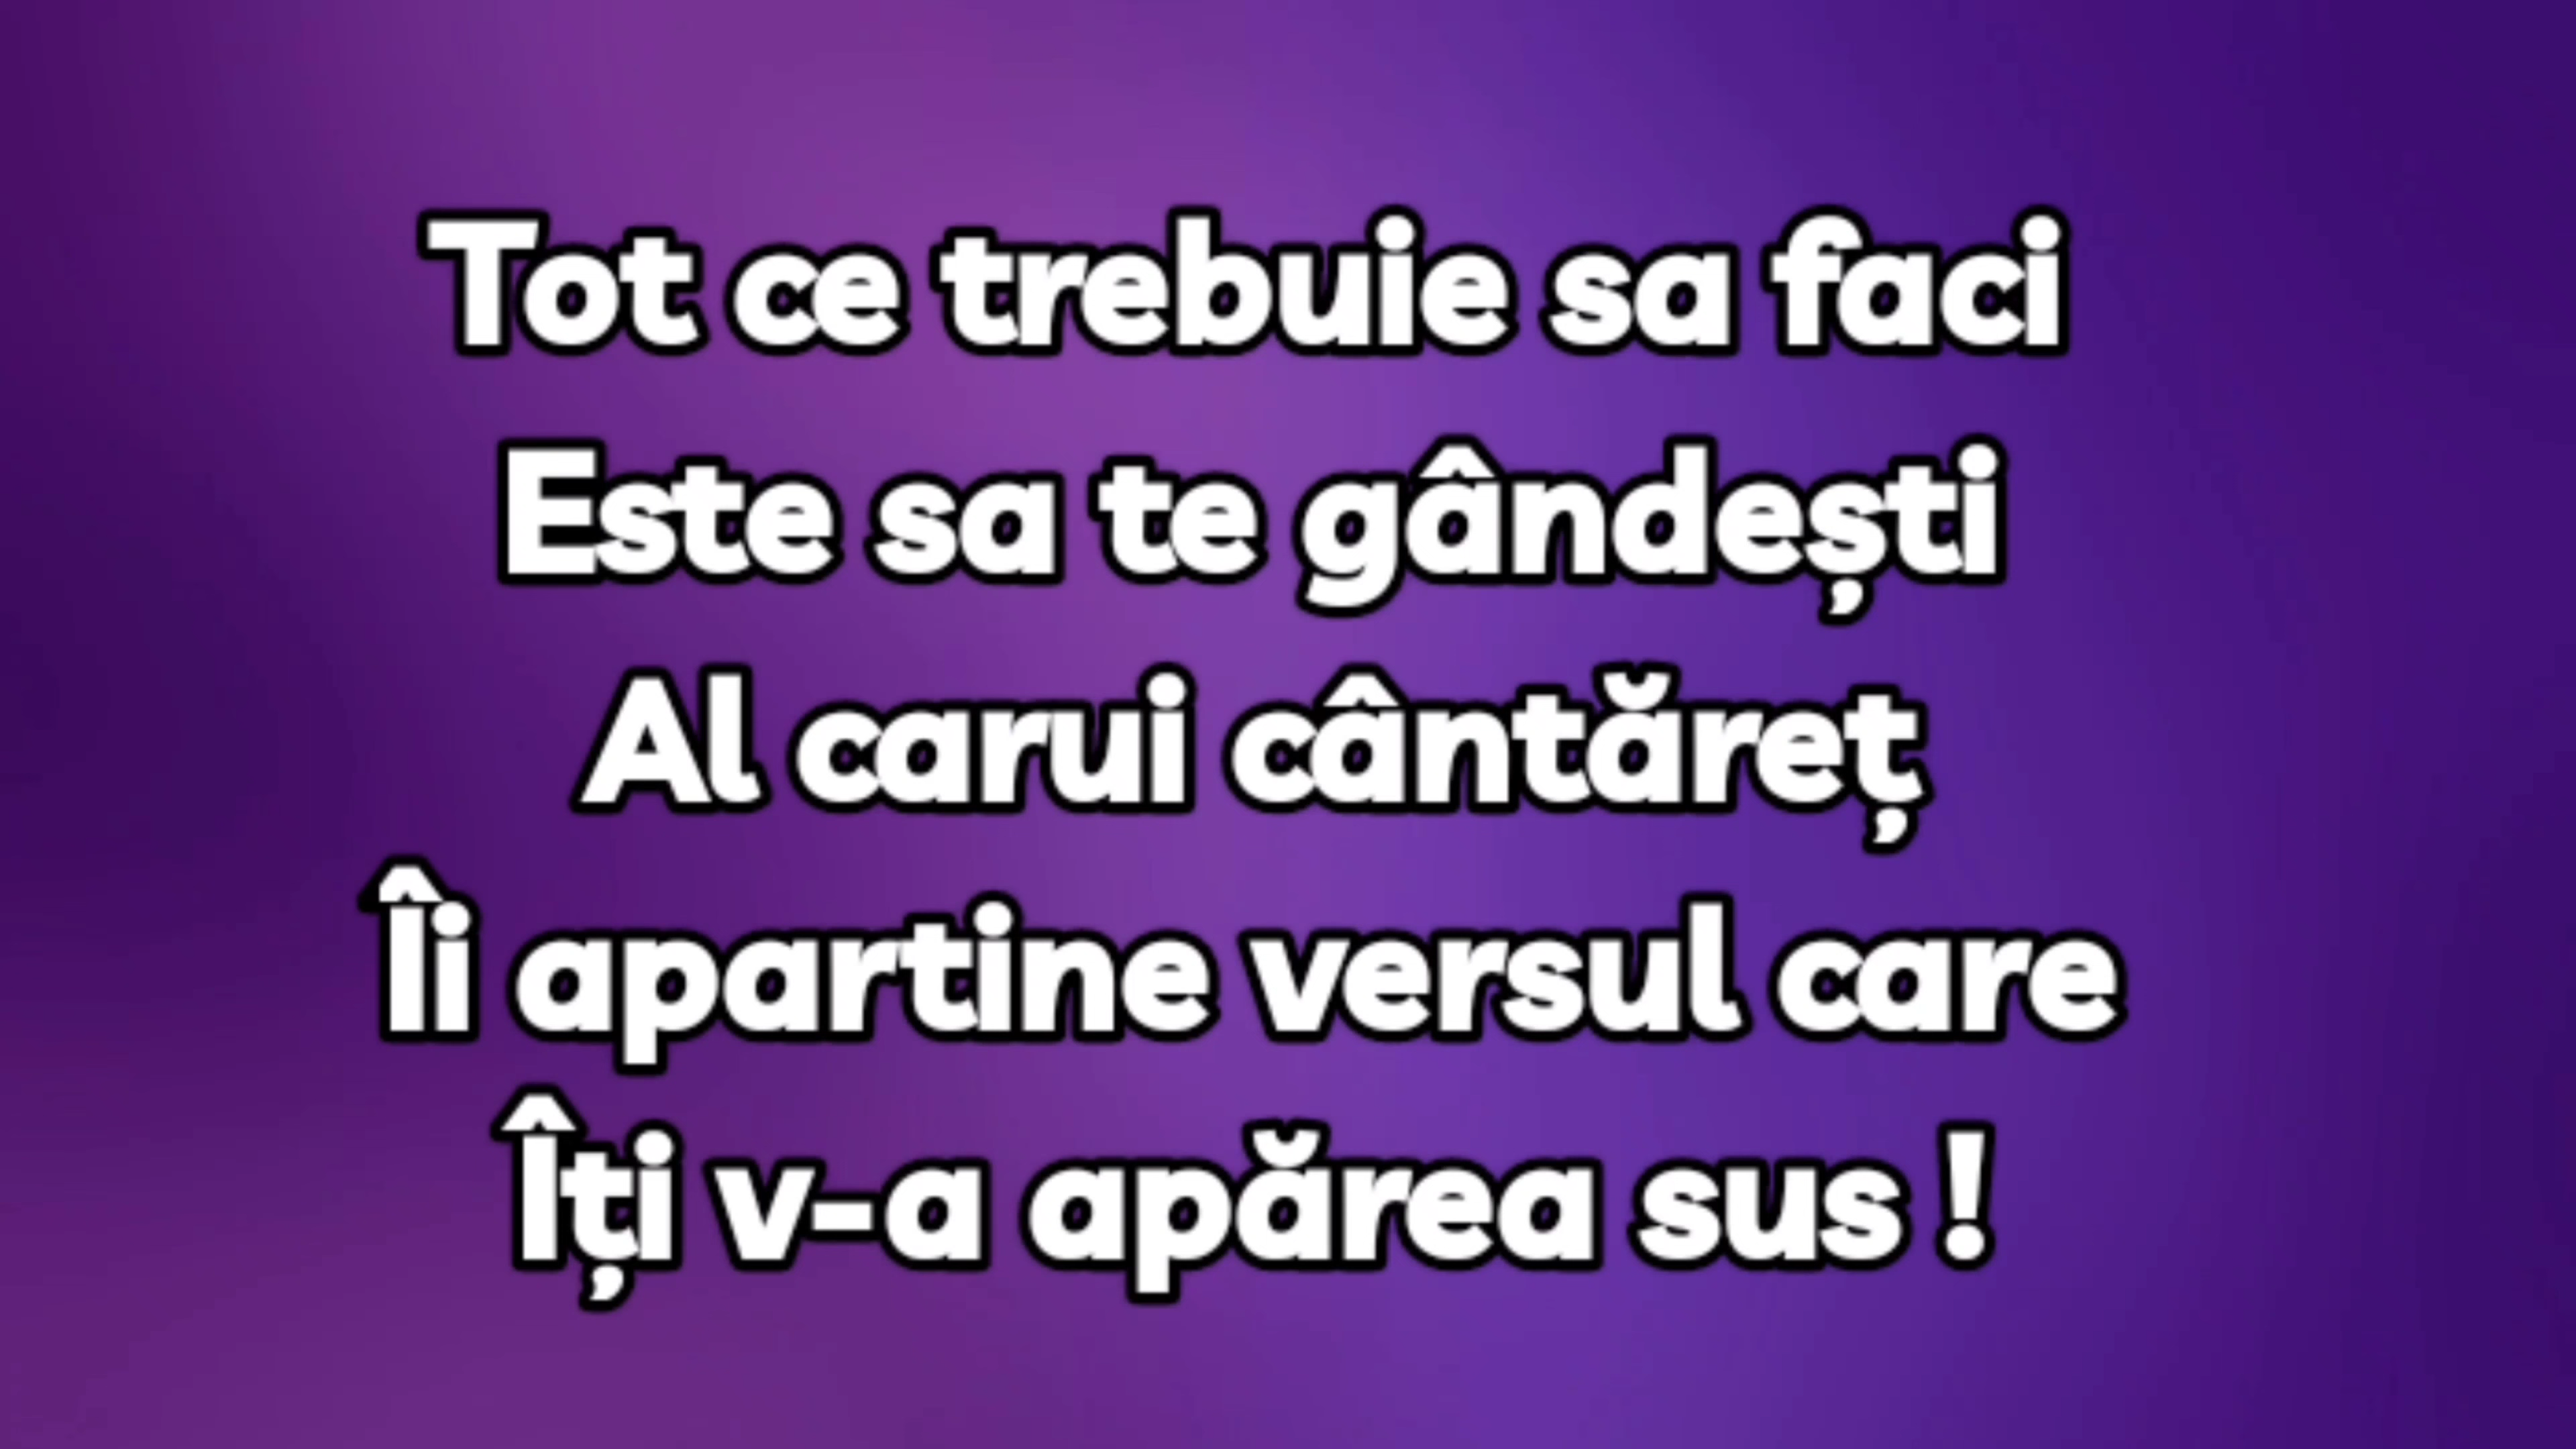 Tot ce trebuie sa faci
Este sa te gândești
Al carui cântăreț
Îi apartine versul care
Îți v-a apărea sus !